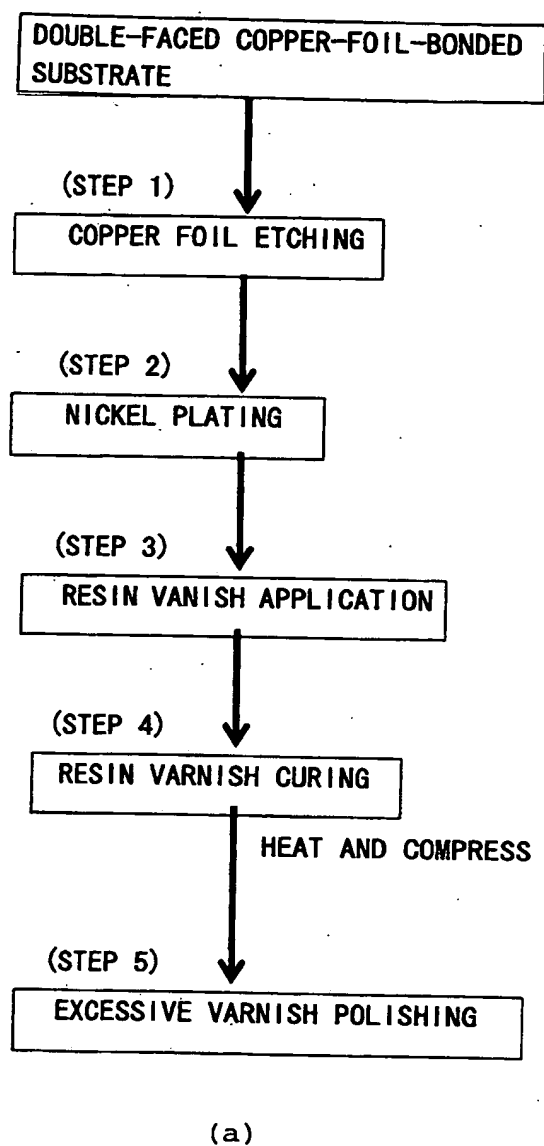 DOUBLE-FACED COPPER-FOIL-BONDED
SUBSTRATE
(STEP 1)
COPPER FOIL ETCHING
(STEP 2)
NICKEL PLATING
(STEP 3)
RESIN VANISH APPLICATION
(STEP 4)
RESIN VARNISH CURING
HEAT AND COMPRESS
(STEP 5)
EXCESSIVE VARNISH POLISHING
(a)